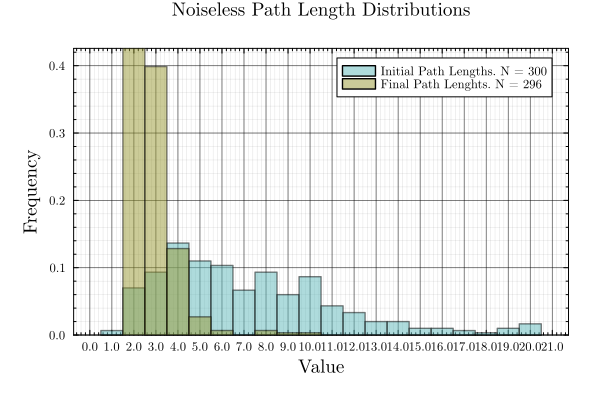 Noiseless Path Length Distributions
Initial Path Lengths. N = 300
Final Path Lenghts. N = 296
Frequency
0.4
0.3
0.2
0.1
0.0
0.0 1.0 2.0 3.0 4.0 5.0 6.0 7.0 8.0 9.0 10.0 11.0 12.0 13.0 14.0 15.0 16.0 17.0 18.0 19.0 20.0 21.0
Value